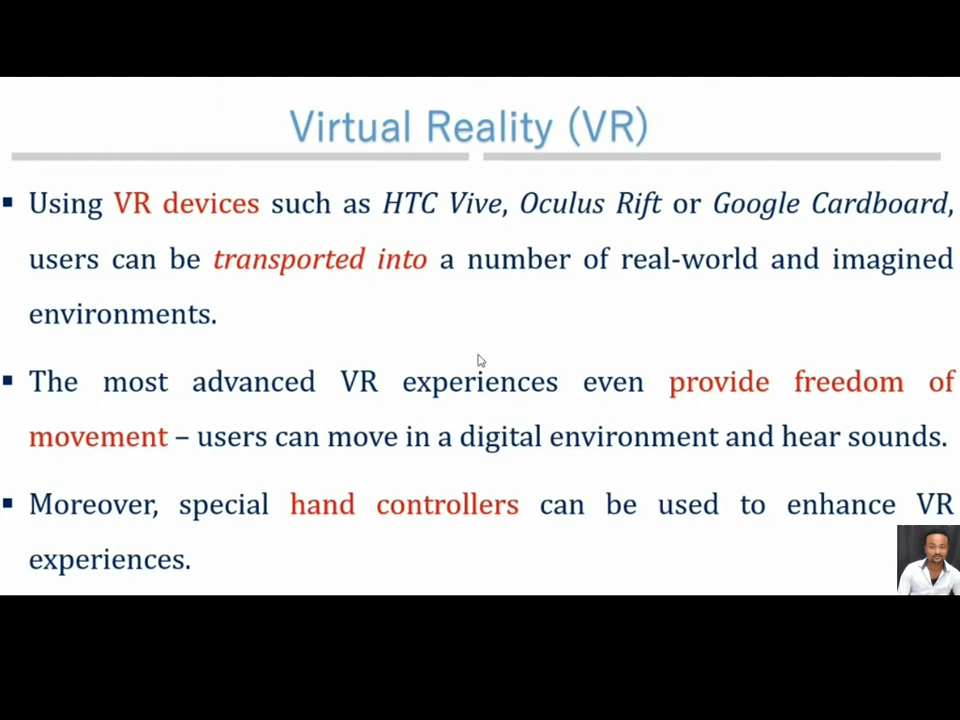 Virtual Reality (VR)
▪ Using VR devices such as HTC Vive, Oculus Rift or Google Cardboard,
users can be transported into a number of real-world and imagined
environments.
▪ The most advanced VR experiences even provide freedom of
movement – users can move in a digital environment and hear sounds.
▪ Moreover, special hand controllers can be used to enhance VR
experiences.